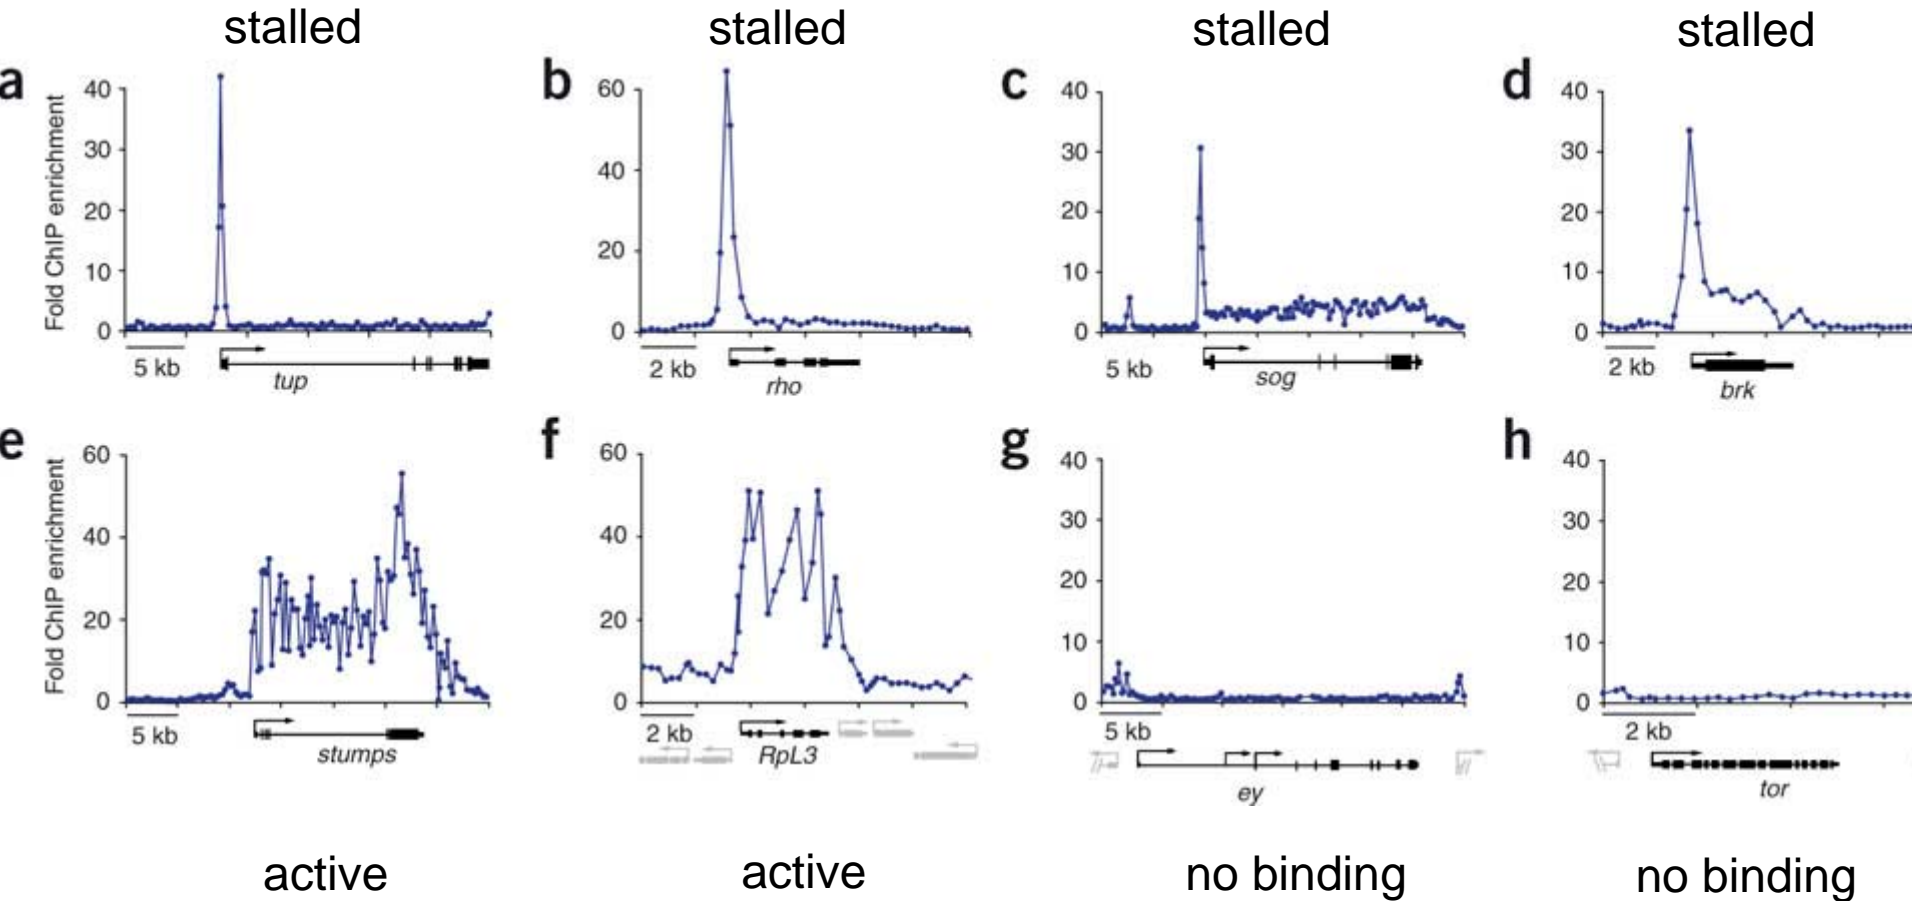 stalled
stalled
stalled
stalled
a
b
c
d
Fold ChIP enrichment
40
30
20
10
0
5 kb
tup
60
40
20
0
2 kb
rho
40
30
20
10
0
5 kb
sog
40
30
20
10
0
2 kb
brk
e
f
g
h
Fold ChIP enrichment
60
40
20
0
5 kb
stumps
60
40
20
0
2 kb
RpL3
40
30
20
10
0
5 kb
ey
40
30
20
10
0
2 kb
tor
active
active
no binding
no binding